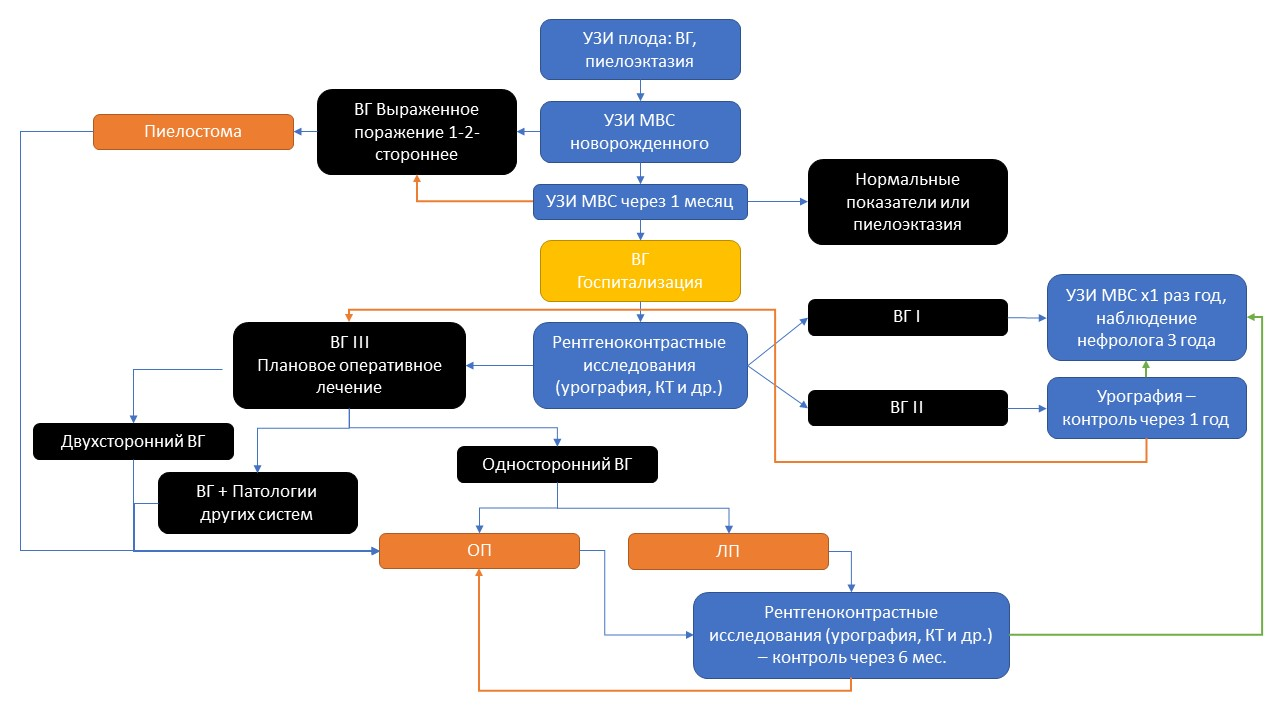 УЗИ плода: ВГ,
пиелоэктазия
УЗИ МВС
новорожденного
ВГ Выраженное
поражение 1-2-
стороннее
Пиелостома
УЗИ МВС через 1 месяц
Нормальные
показатели или
пиелоэктазия
ВГ
Госпитализация
Рентгеноконтрастные
исследования
(урография, КТ и др.)
ВГ I
УЗИ МВС х1 раз год,
наблюдение
нефролога 3 года
ВГ II
Урография –
контроль через 1 год
ВГ III
Плановое оперативное
лечение
Двухсторонний ВГ
ВГ + Патологии
других систем
Односторонний ВГ
ОП
ЛП
Рентгеноконтрастные
исследования (урография, КТ и др.)
– контроль через 6 мес.